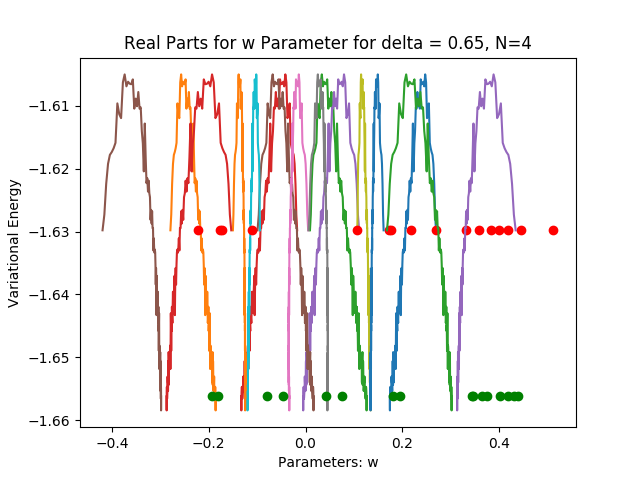 Real Parts for w Parameter for delta = 0.65, N=4
−1.61
−1.62
−1.63
−1.64
−1.65
−1.66
Variational Energy
−0.4 −0.2 0.0 0.2 0.4
Parameters: w